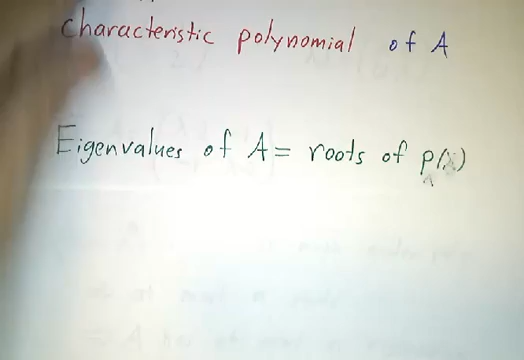 characteristic polynomial of A
Eigenvalues of A = roots of p(λ)